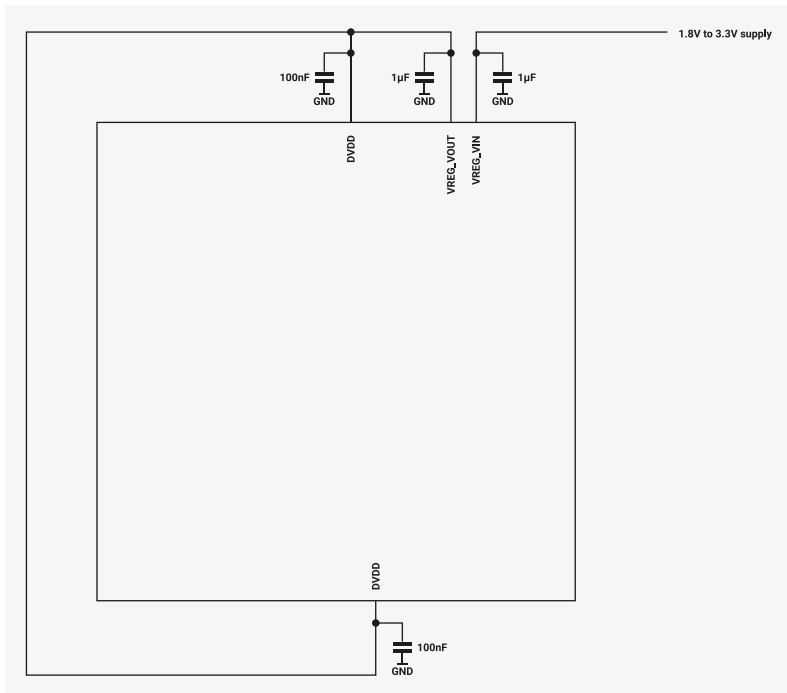 1.8V to 3.3V supply
100nF
1µF
1µF
GND
GND
GND
DVDD
VREG_VOUT
VREG_VIN
DVDD
100nF
GND